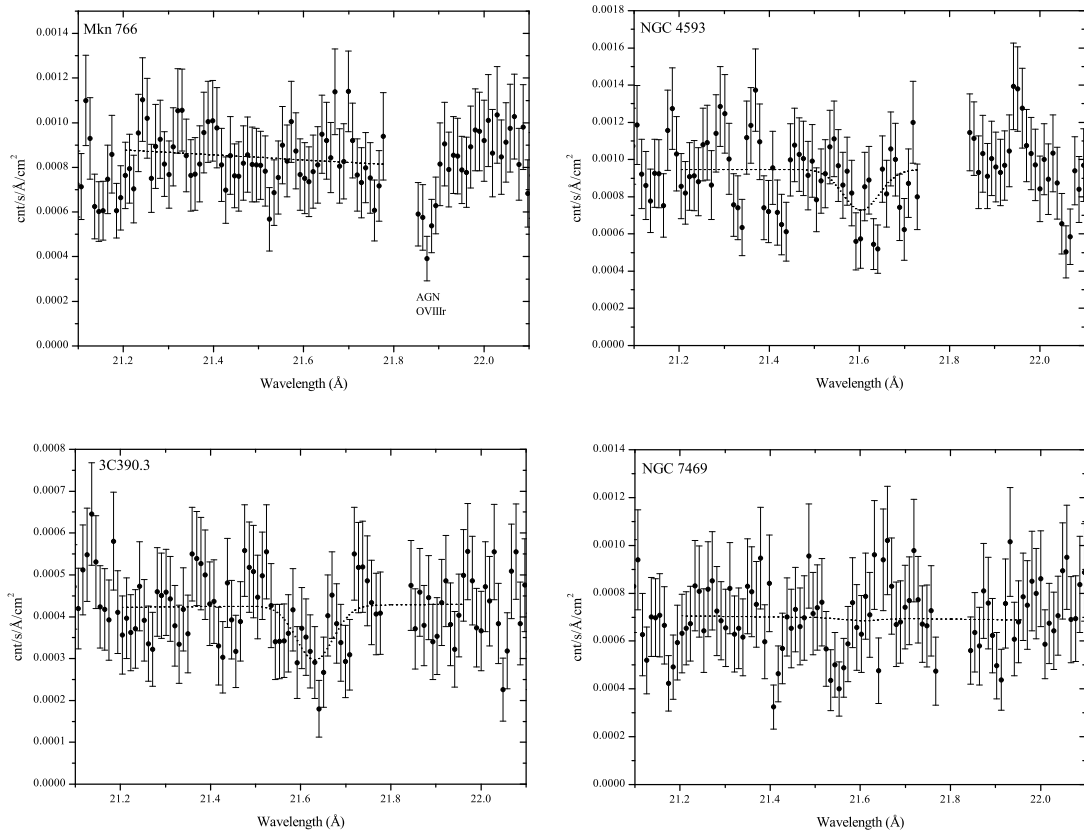 Mkn 766
cnt/s/Å/cm²
0.0014
0.0012
0.0010
0.0008
0.0006
0.0004
0.0002
0.0000
AGN
OVIIIr
21.2 21.4 21.6 21.8 22.0
Wavelength (Å)
NGC 4593
cnt/s/Å/cm²
0.0018
0.0016
0.0014
0.0012
0.0010
0.0008
0.0006
0.0004
0.0002
0.0000
21.2 21.4 21.6 21.8 22.0
Wavelength (Å)
3C390.3
cnt/s/Å/cm²
0.0008
0.0007
0.0006
0.0005
0.0004
0.0003
0.0002
0.0001
0.0000
21.2 21.4 21.6 21.8 22.0
Wavelength (Å)
NGC 7469
cnt/s/Å/cm²
0.0014
0.0012
0.0010
0.0008
0.0006
0.0004
0.0002
0.0000
21.2 21.4 21.6 21.8 22.0
Wavelength (Å)